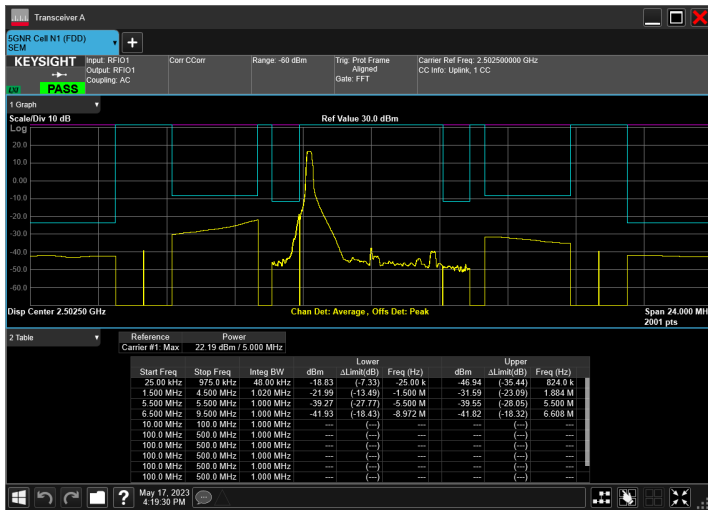 Transceiver A
5GNR Cell N1 (FDD)
SEM
KEYSIGHT
LXI
PASS
Input: RFIO1
Output: RFIO1
Coupling: AC
Corr CCorr
Range: -60 dBm
Trig: Prot Frame
Aligned
Gate: FFT
Carrier Ref Freq: 2.502500000 GHz
CC Info: Uplink, 1 CC
1 Graph
Scale/Div 10 dB
Ref Value 30.0 dBm
Log
20.0
10.0
0.00
-10.0
-20.0
-30.0
-40.0
-50.0
-60.0
Disp Center 2.50250 GHz
Chan Det: Average, Offs Det: Peak
Span 24.000 MH
2001 pts
2 Table
Reference Power
Carrier #1: Max 22.19 dBm / 5.000 MHz
Lower Upper
Start Freq Stop Freq Integ BW dBm ΔLimit(dB) Freq (Hz) dBm ΔLimit(dB) Freq (Hz)
25.00 kHz 975.0 kHz 48.00 kHz -18.83 (-7.33) -25.00 k -46.94 (-35.44) 824.0 k
1.500 MHz 4.500 MHz 1.020 MHz -21.99 (-13.49) -1.500 M -31.59 (-23.09) 1.884 M
5.500 MHz 5.500 MHz 1.000 MHz -39.27 (-27.77) -5.500 M -39.55 (-28.05) 5.500 M
6.500 MHz 9.500 MHz 1.000 MHz -41.93 (-18.43) -8.972 M -41.82 (-18.32) 6.608 M
10.00 MHz 100.0 MHz 1.000 MHz --- (---) --- --- (---) ---
100.0 MHz 500.0 MHz 1.000 MHz --- (---) --- --- (---) ---
100.0 MHz 500.0 MHz 1.000 MHz --- (---) --- --- (---) ---
100.0 MHz 500.0 MHz 1.000 MHz --- (---) --- --- (---) ---
100.0 MHz 500.0 MHz 1.000 MHz --- (---) --- --- (---) ---
100.0 MHz 500.0 MHz 1.000 MHz --- (---) --- --- (---) ---
?
May 17, 2023
4:19:30 PM